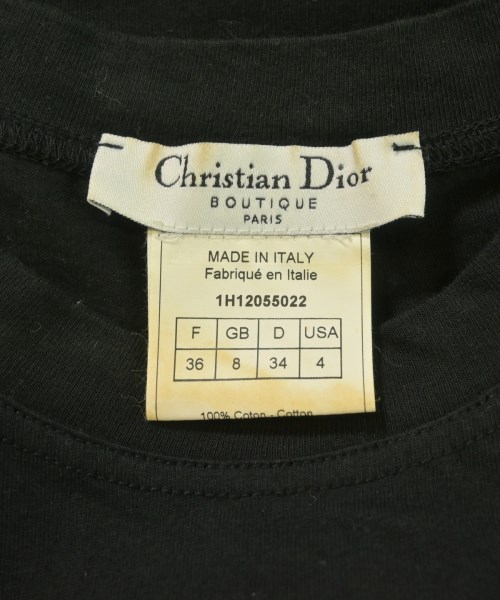 Christian Dior
BOUTIQUE
PARIS
MADE IN ITALY
Fabriqué en Italie
1H12055022
F GB D USA
36 8 34 4
100% Coton - Cotton